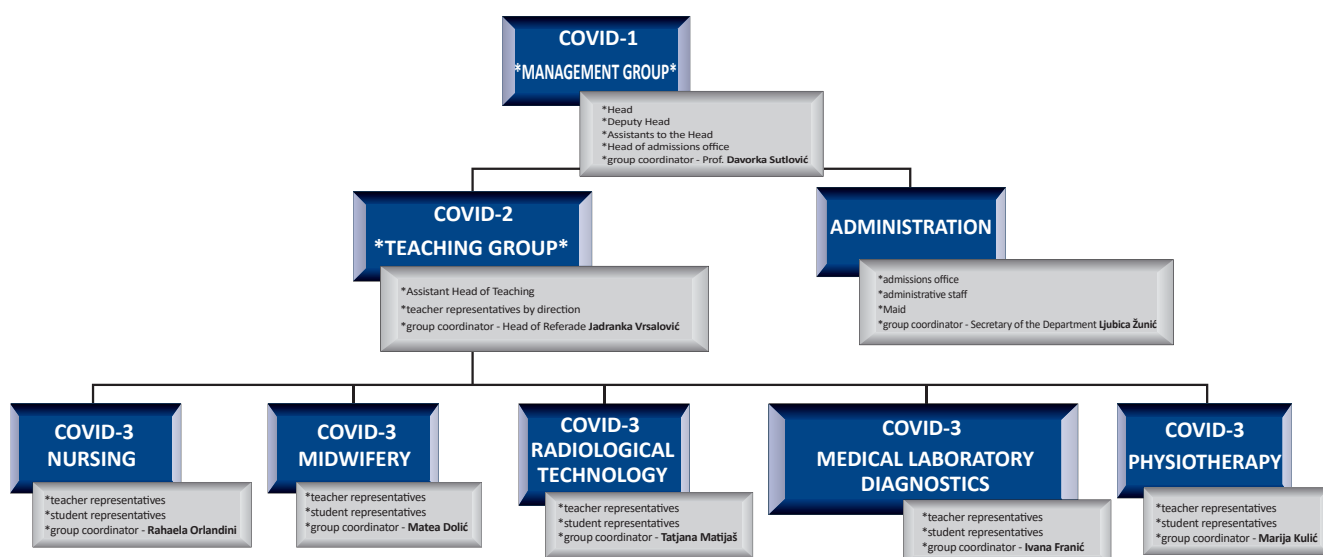 COVID-1
*MANAGEMENT GROUP*
*Head
*Deputy Head
*Assistants to the Head
*Head of admissions office
*group coordinator - Prof. Davorka Sutlović
COVID-2
*TEACHING GROUP*
*Assistant Head of Teaching
*teacher representatives by direction
*group coordinator - Head of Referade Jadranka Vrsalović
ADMINISTRATION
*admissions office
*administrative staff
*Maid
*group coordinator - Secretary of the Department Ljubica Žunić
COVID-3
NURSING
*teacher representatives
*student representatives
*group coordinator - Rahaela Orlandini
COVID-3
MIDWIFERY
*teacher representatives
*student representatives
*group coordinator - Matea Dolić
COVID-3
RADIOLOGICAL
TECHNOLOGY
*teacher representatives
*student representatives
*group coordinator - Tatjana Matijaš
COVID-3
MEDICAL LABORATORY
DIAGNOSTICS
*teacher representatives
*student representatives
*group coordinator - Ivana Franić
COVID-3
PHYSIOTHERAPY
*teacher representatives
*student representatives
*group coordinator - Marija Kulić